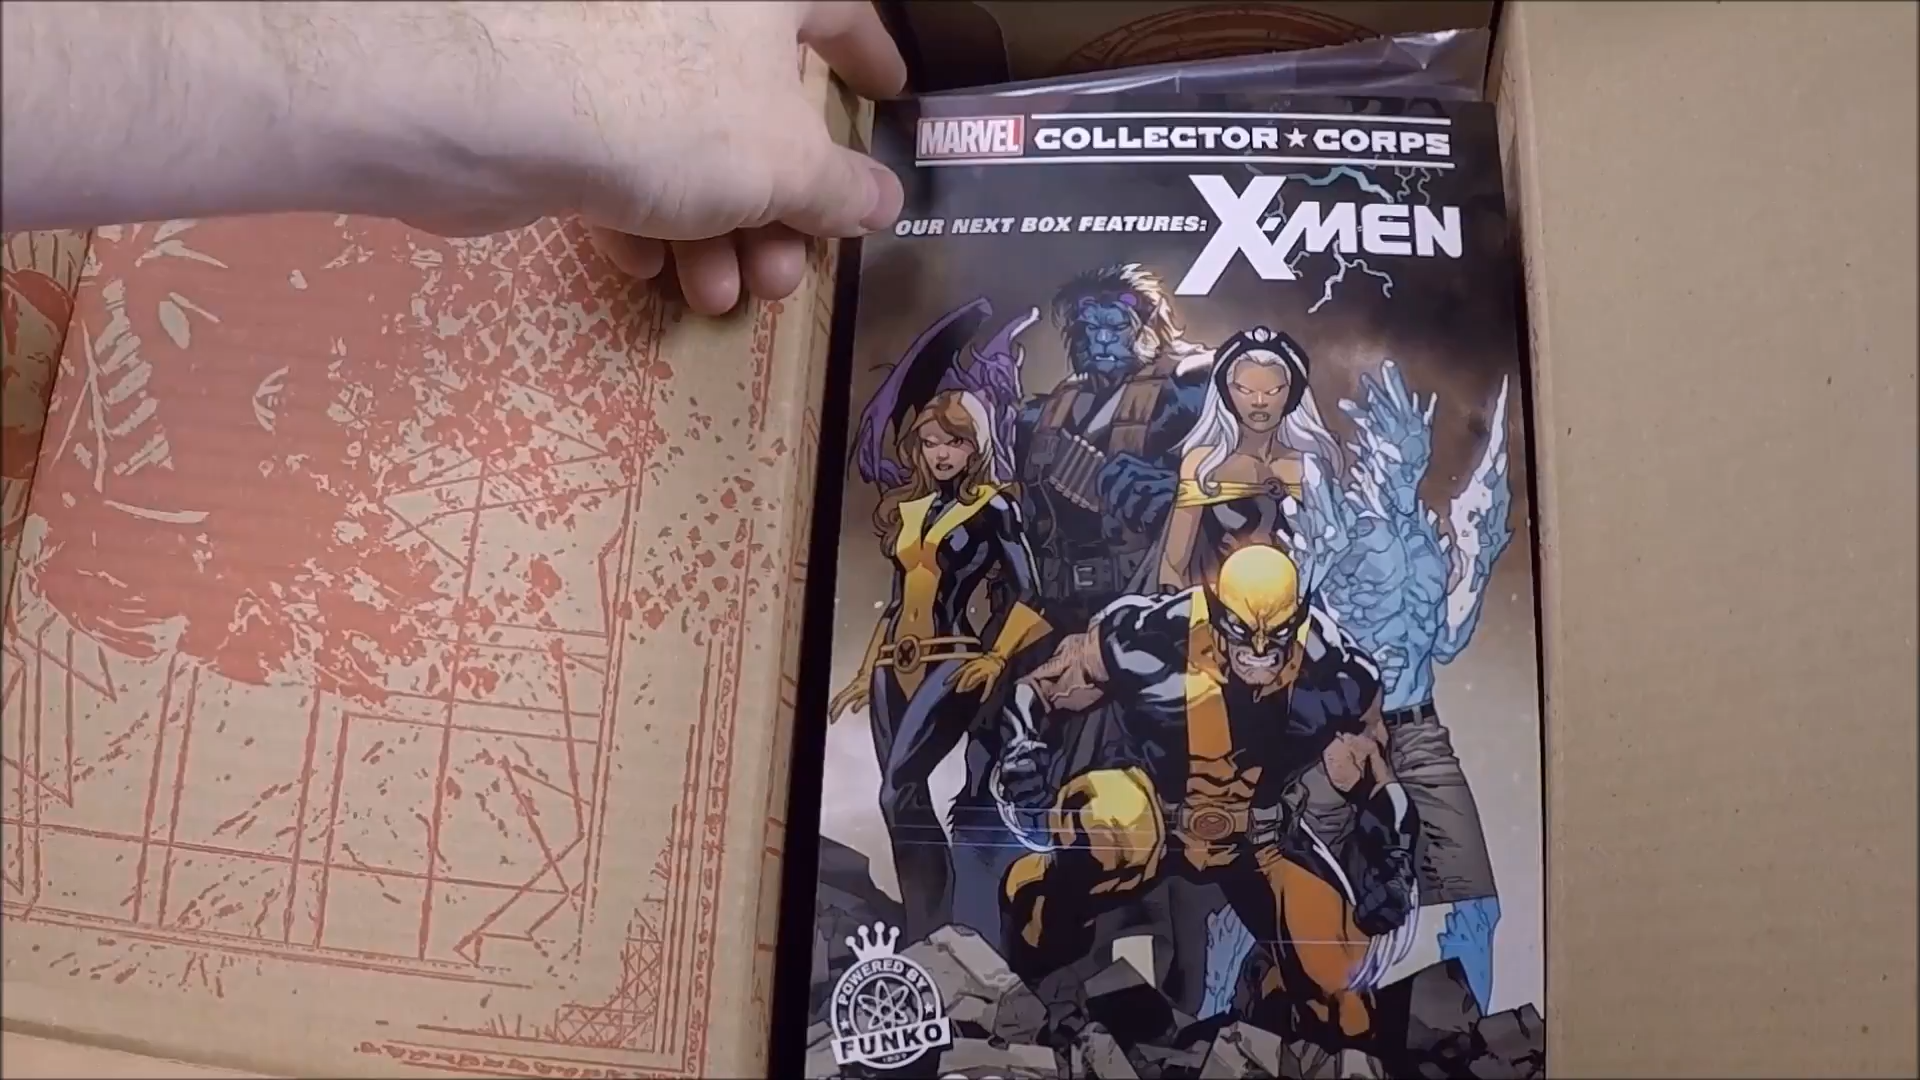 MARVEL COLLECTOR★CORPS
OUR NEXT BOX FEATURES: X-MEN
POWERED BY
FUNKO